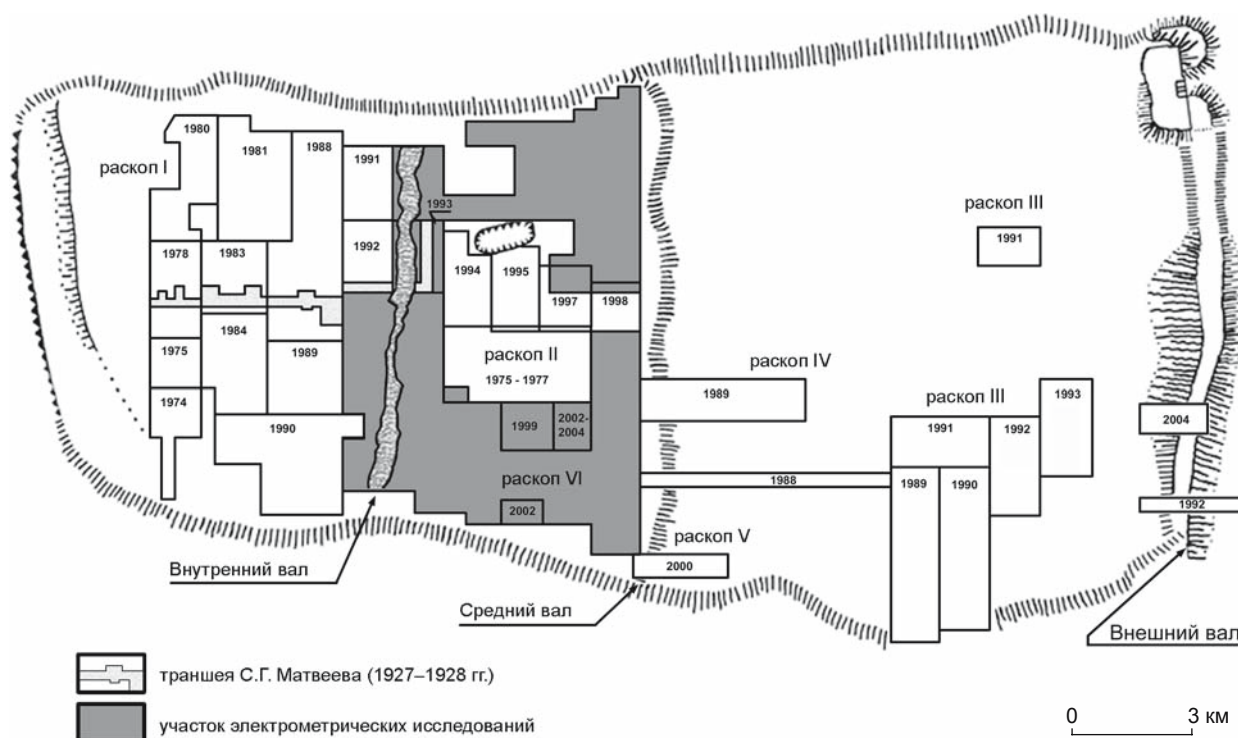 1980
1981
1988
раскоп I
1991
1993
раскоп III
1991
1978
1983
1992
1994
1995
1997
1998
1984
1975
1989
раскоп II
1975 - 1977
раскоп IV
1989
1993
1974
раскоп III
1991
1992
2004
1990
1999
2002-
2004
раскоп VI
1988
1989
1990
2002
1992
раскоп V
2000
Внутренний вал
Средний вал
Внешний вал
траншея С.Г. Матвеева (1927–1928 гг.)
участок электрометрических исследований
0 3 км